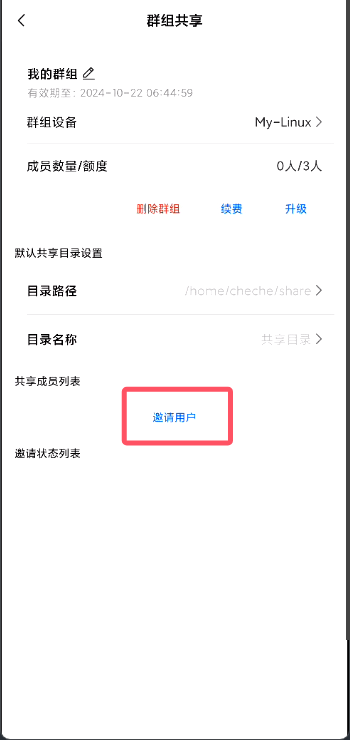 群组共享
我的群组
有效期至：2024-10-22 06:44:59
群组设备 My-Linux
成员数量/额度 0人/3人
删除群组 续费 升级
默认共享目录设置
目录路径 /home/cheche/share
目录名称 共享目录
共享成员列表
邀请用户
邀请状态列表